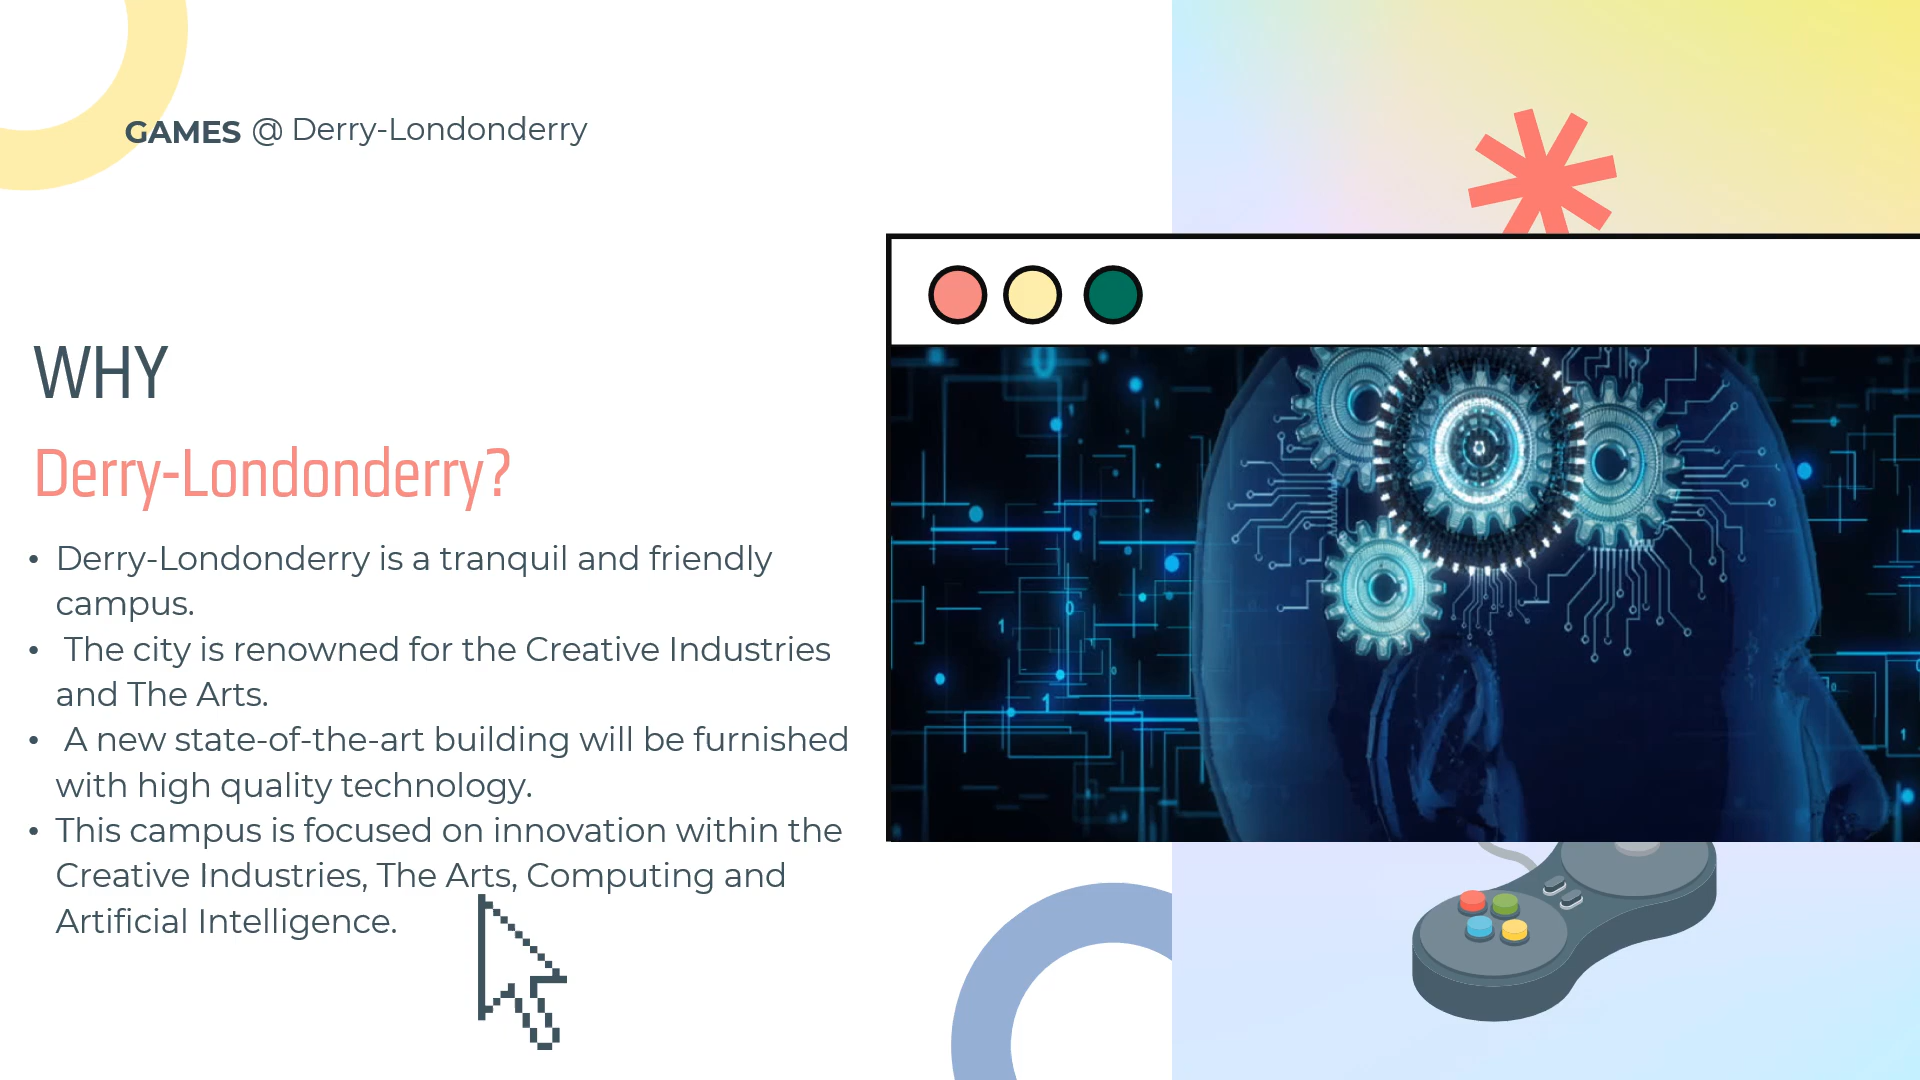 GAMES @ Derry-Londonderry
WHY
Derry-Londonderry?
• Derry-Londonderry is a tranquil and friendly
campus.
• The city is renowned for the Creative Industries
and The Arts.
• A new state-of-the-art building will be furnished
with high quality technology.
• This campus is focused on innovation within the
Creative Industries, The Arts, Computing and
Artificial Intelligence.